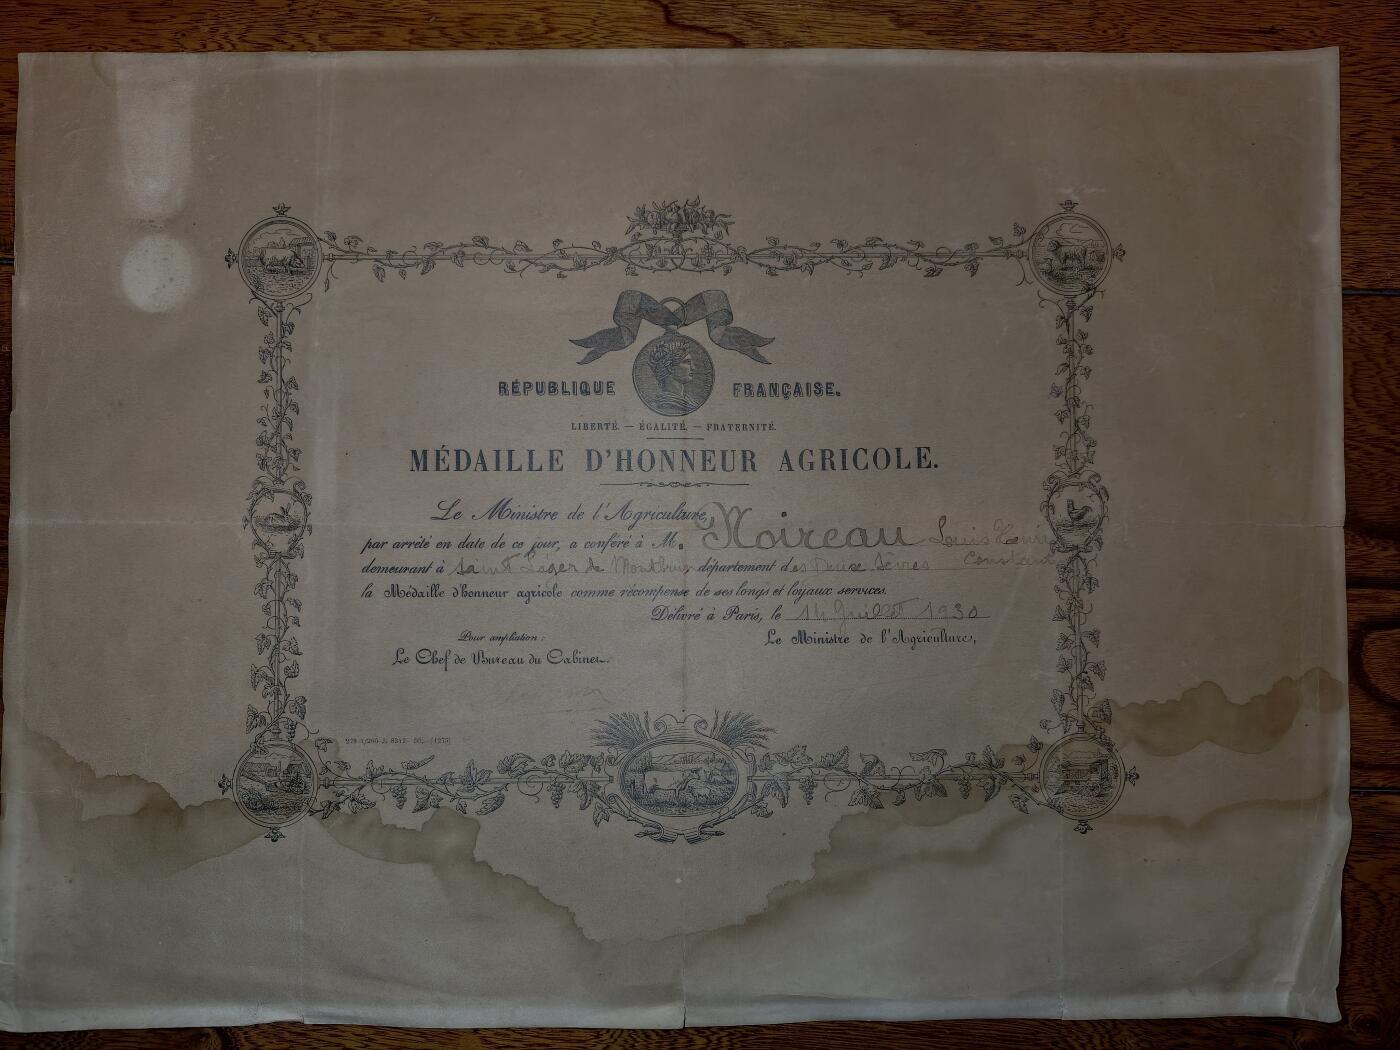 RÉPUBLIQUE FRANÇAISE.
LIBERTÉ. — ÉGALITÉ. — FRATERNITÉ.
MÉDAILLE D'HONNEUR AGRICOLE.
Le Ministre de l'Agriculture,
par arrêté en date de ce jour, a conféré à M. Noireau Louis Henri
Constant
demeurant à Saint Léger de Montbrun département des Deux Sèvres
la Médaille d'honneur agricole comme récompense de ses longs et loyaux services.
Délivré à Paris, le 14 Juillet 1930
Pour ampliation :
Le Chef de Bureau du Cabinet.
Le Ministre de l'Agriculture,